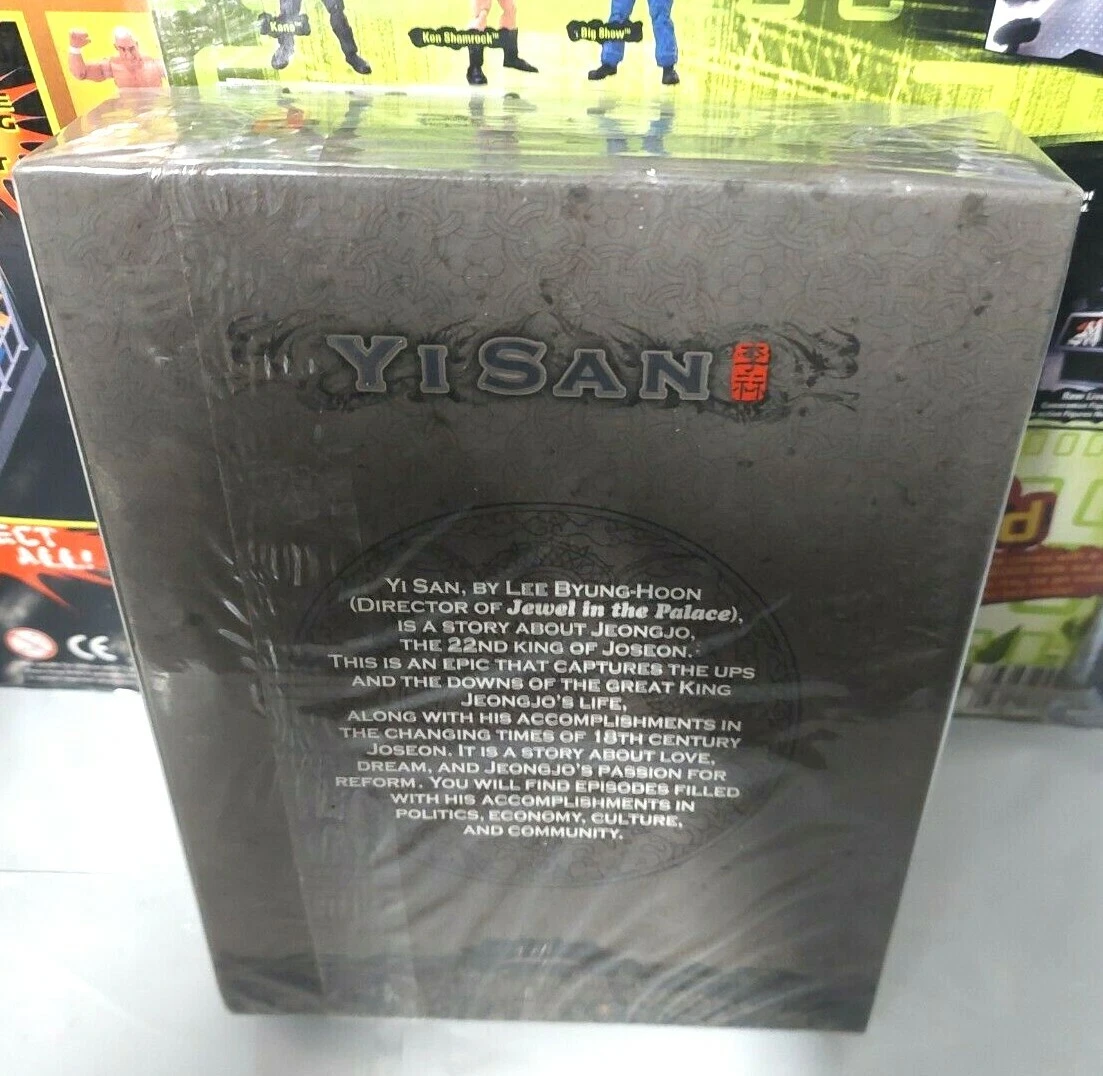 Kane
Ken Shamrock™
Big Show™
YI SAN
李祘
YI SAN, BY LEE BYUNG-HOON
(DIRECTOR OF Jewel in the Palace),
IS A STORY ABOUT JEONGJO,
THE 22ND KING OF JOSEON.
THIS IS AN EPIC THAT CAPTURES THE UPS
AND THE DOWNS OF THE GREAT KING
JEONGJO'S LIFE,
ALONG WITH HIS ACCOMPLISHMENTS IN
THE CHANGING TIMES OF 18TH CENTURY
JOSEON. IT IS A STORY ABOUT LOVE,
DREAM, AND JEONGJO'S PASSION FOR
REFORM. YOU WILL FIND EPISODES FILLED
WITH HIS ACCOMPLISHMENTS IN
POLITICS, ECONOMY, CULTURE,
AND COMMUNITY.
ECT
ALL!
CE